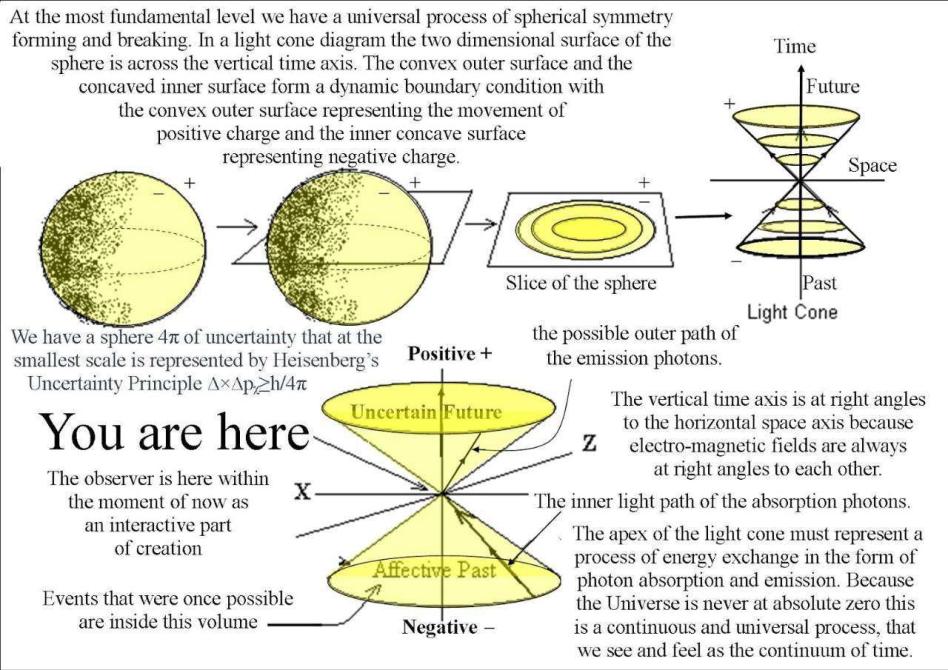 At the most fundamental level we have a universal process of spherical symmetry
forming and breaking. In a light cone diagram the two dimensional surface of the
sphere is across the vertical time axis. The convex outer surface and the
concaved inner surface form a dynamic boundary condition with
the convex outer surface representing the movement of
positive charge and the inner concave surface
representing negative charge.
Time
Future
+
Space
−
Past
Light Cone
− +
− +
+
−
Slice of the sphere
We have a sphere 4π of uncertainty that at the
smallest scale is represented by Heisenberg's
Uncertainty Principle Δ×Δpᵪ≥h/4π
the possible outer path of
the emission photons.
Positive +
Uncertain Future
You are here
Z
X
The vertical time axis is at right angles
to the horizontal space axis because
electro-magnetic fields are always
at right angles to each other.
The observer is here within
the moment of now as
an interactive part
of creation
The inner light path of the absorption photons.
The apex of the light cone must represent a
process of energy exchange in the form of
photon absorption and emission. Because
the Universe is never at absolute zero this
is a continuous and universal process, that
we see and feel as the continuum of time.
Affective Past
Events that were once possible
are inside this volume
Negative −